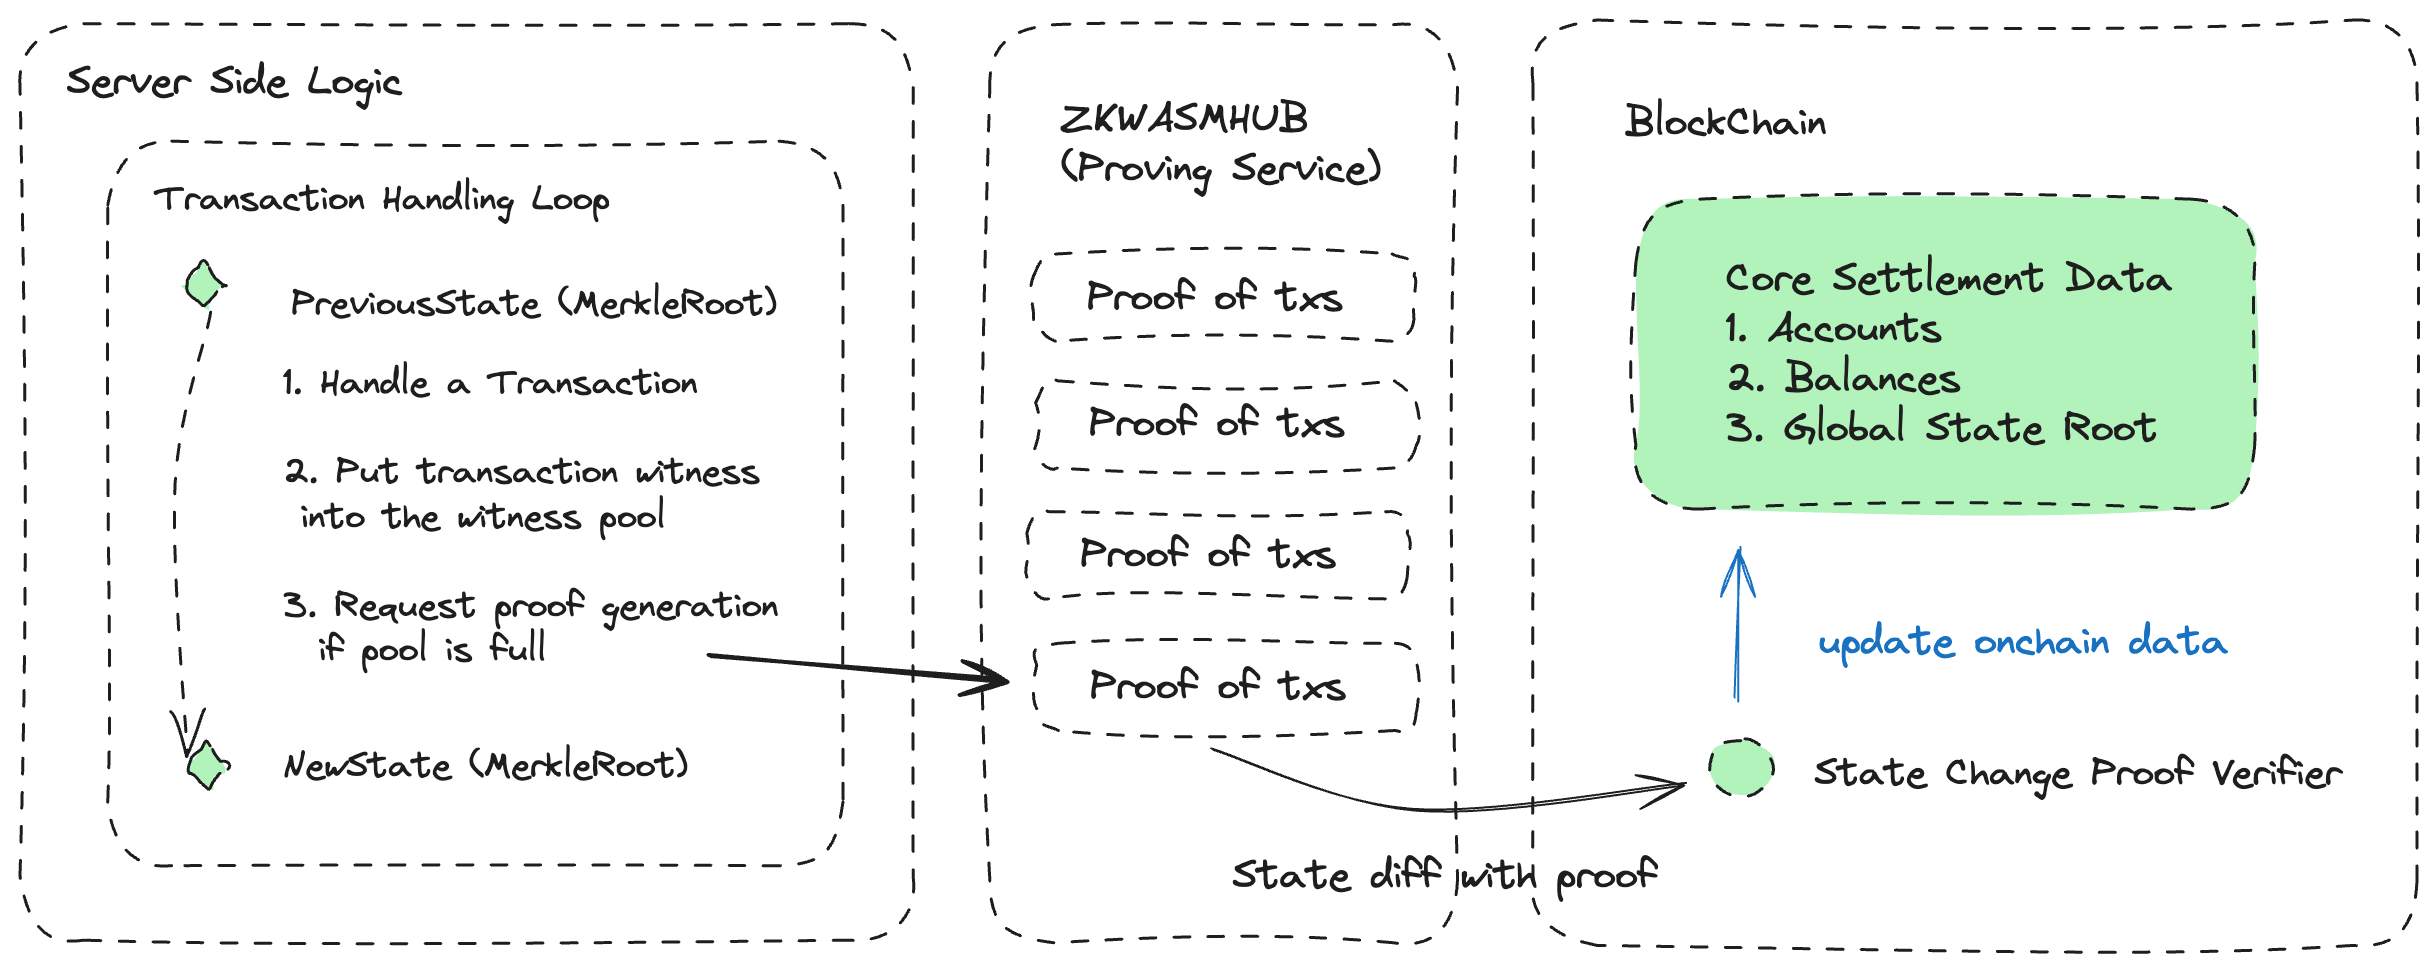 Server Side Logic
Transaction Handling Loop
PreviousState (MerkleRoot)
1. Handle a Transaction
2. Put transaction witness
into the witness pool
3. Request proof generation
if pool is full
NewState (MerkleRoot)
ZKWASMHUB
(Proving Service)
Proof of txs
Proof of txs
Proof of txs
Proof of txs
State diff with proof
BlockChain
Core Settlement Data
1. Accounts
2. Balances
3. Global State Root
update onchain data
State Change Proof Verifier